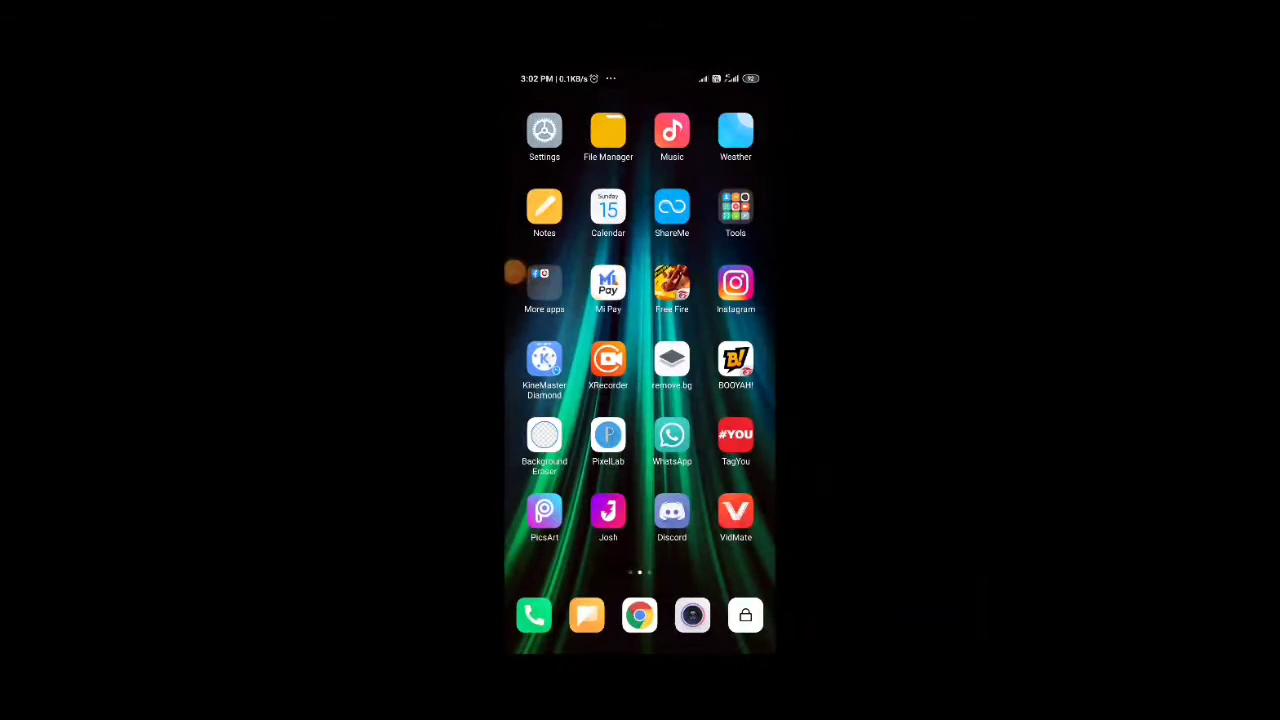 3:02 PM | 0.1KB/s ...
92
Settings File Manager Music Weather
Sunday
15
Notes Calendar ShareMe Tools
Pay
More apps Mi Pay Free Fire Instagram
K B!
KineMaster Diamond XRecorder remove bg BOOYAH!
P #YOU
Background Eraser PixelLab WhatsApp TagYou
PicsArt Josh Discord VidMate